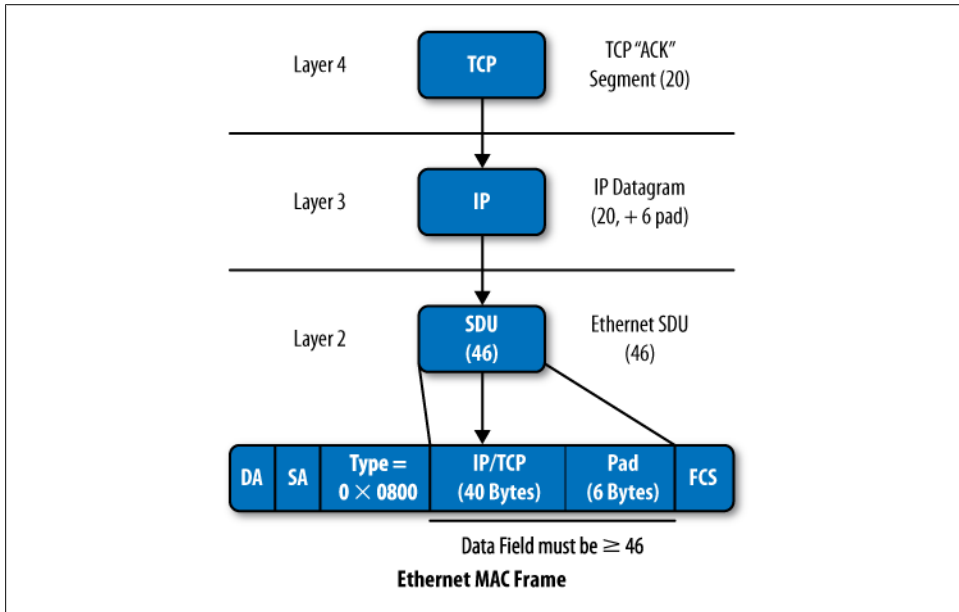 Layer 4
TCP
TCP “ACK”
Segment (20)
Layer 3
IP
IP Datagram
(20, + 6 pad)
Layer 2
SDU
(46)
Ethernet SDU
(46)
DA
SA
Type =
0 × 0800
IP/TCP
(40 Bytes)
Pad
(6 Bytes)
FCS
Data Field must be ≥ 46
Ethernet MAC Frame